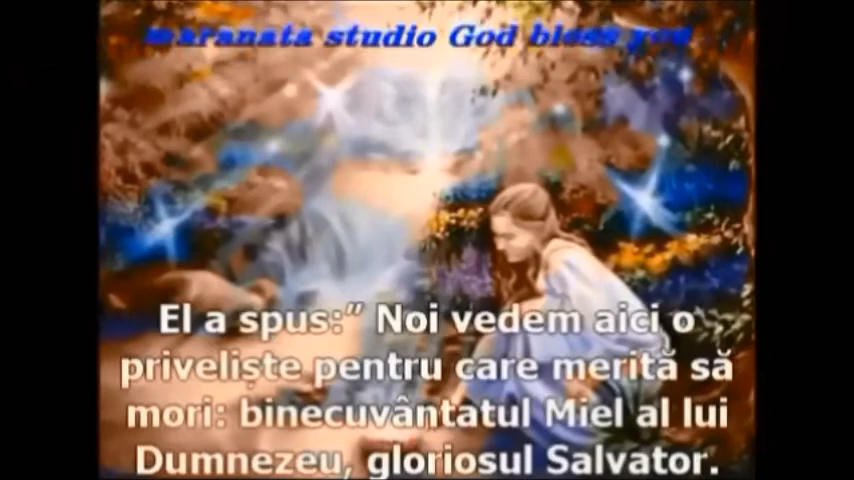 maranata studio God bless you
El a spus:” Noi vedem aici o
priveliște pentru care merită să
mori: binecuvântatul Miel al lui
Dumnezeu, gloriosul Salvator.